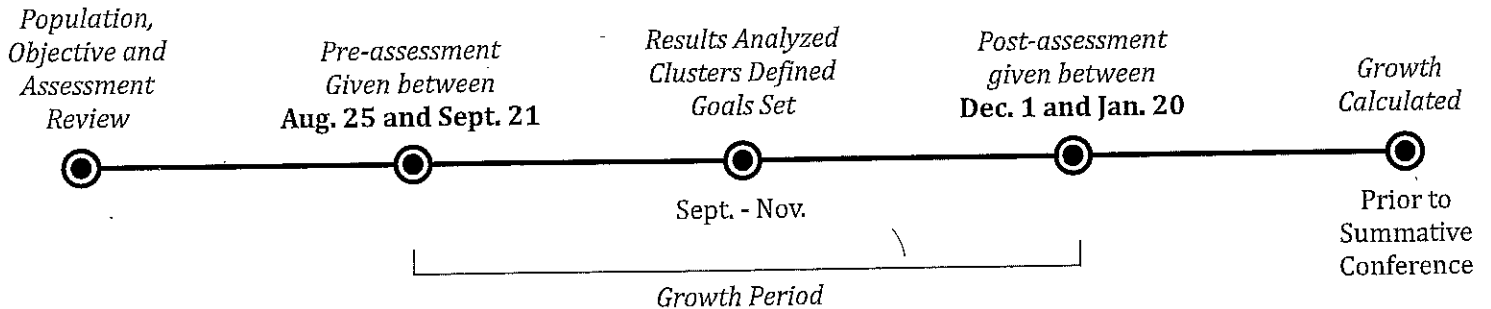 Population,
Objective and
Assessment
Review
Pre-assessment
Given between
Aug. 25 and Sept. 21
Results Analyzed
Clusters Defined
Goals Set
Sept. - Nov.
Post-assessment
given between
Dec. 1 and Jan. 20
Growth
Calculated
Prior to
Summative
Conference
Growth Period